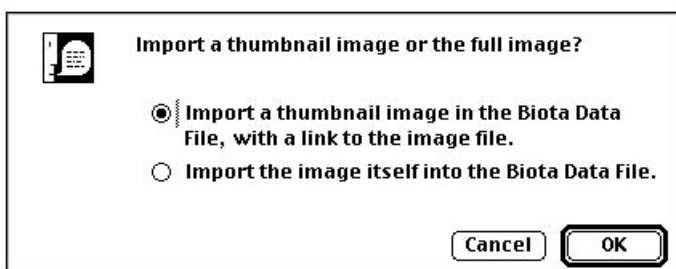 Import a thumbnail image or the full image?
Import a thumbnail image in the Biota Data
File, with a link to the image file.
Import the image itself into the Biota Data File.
Cancel OK